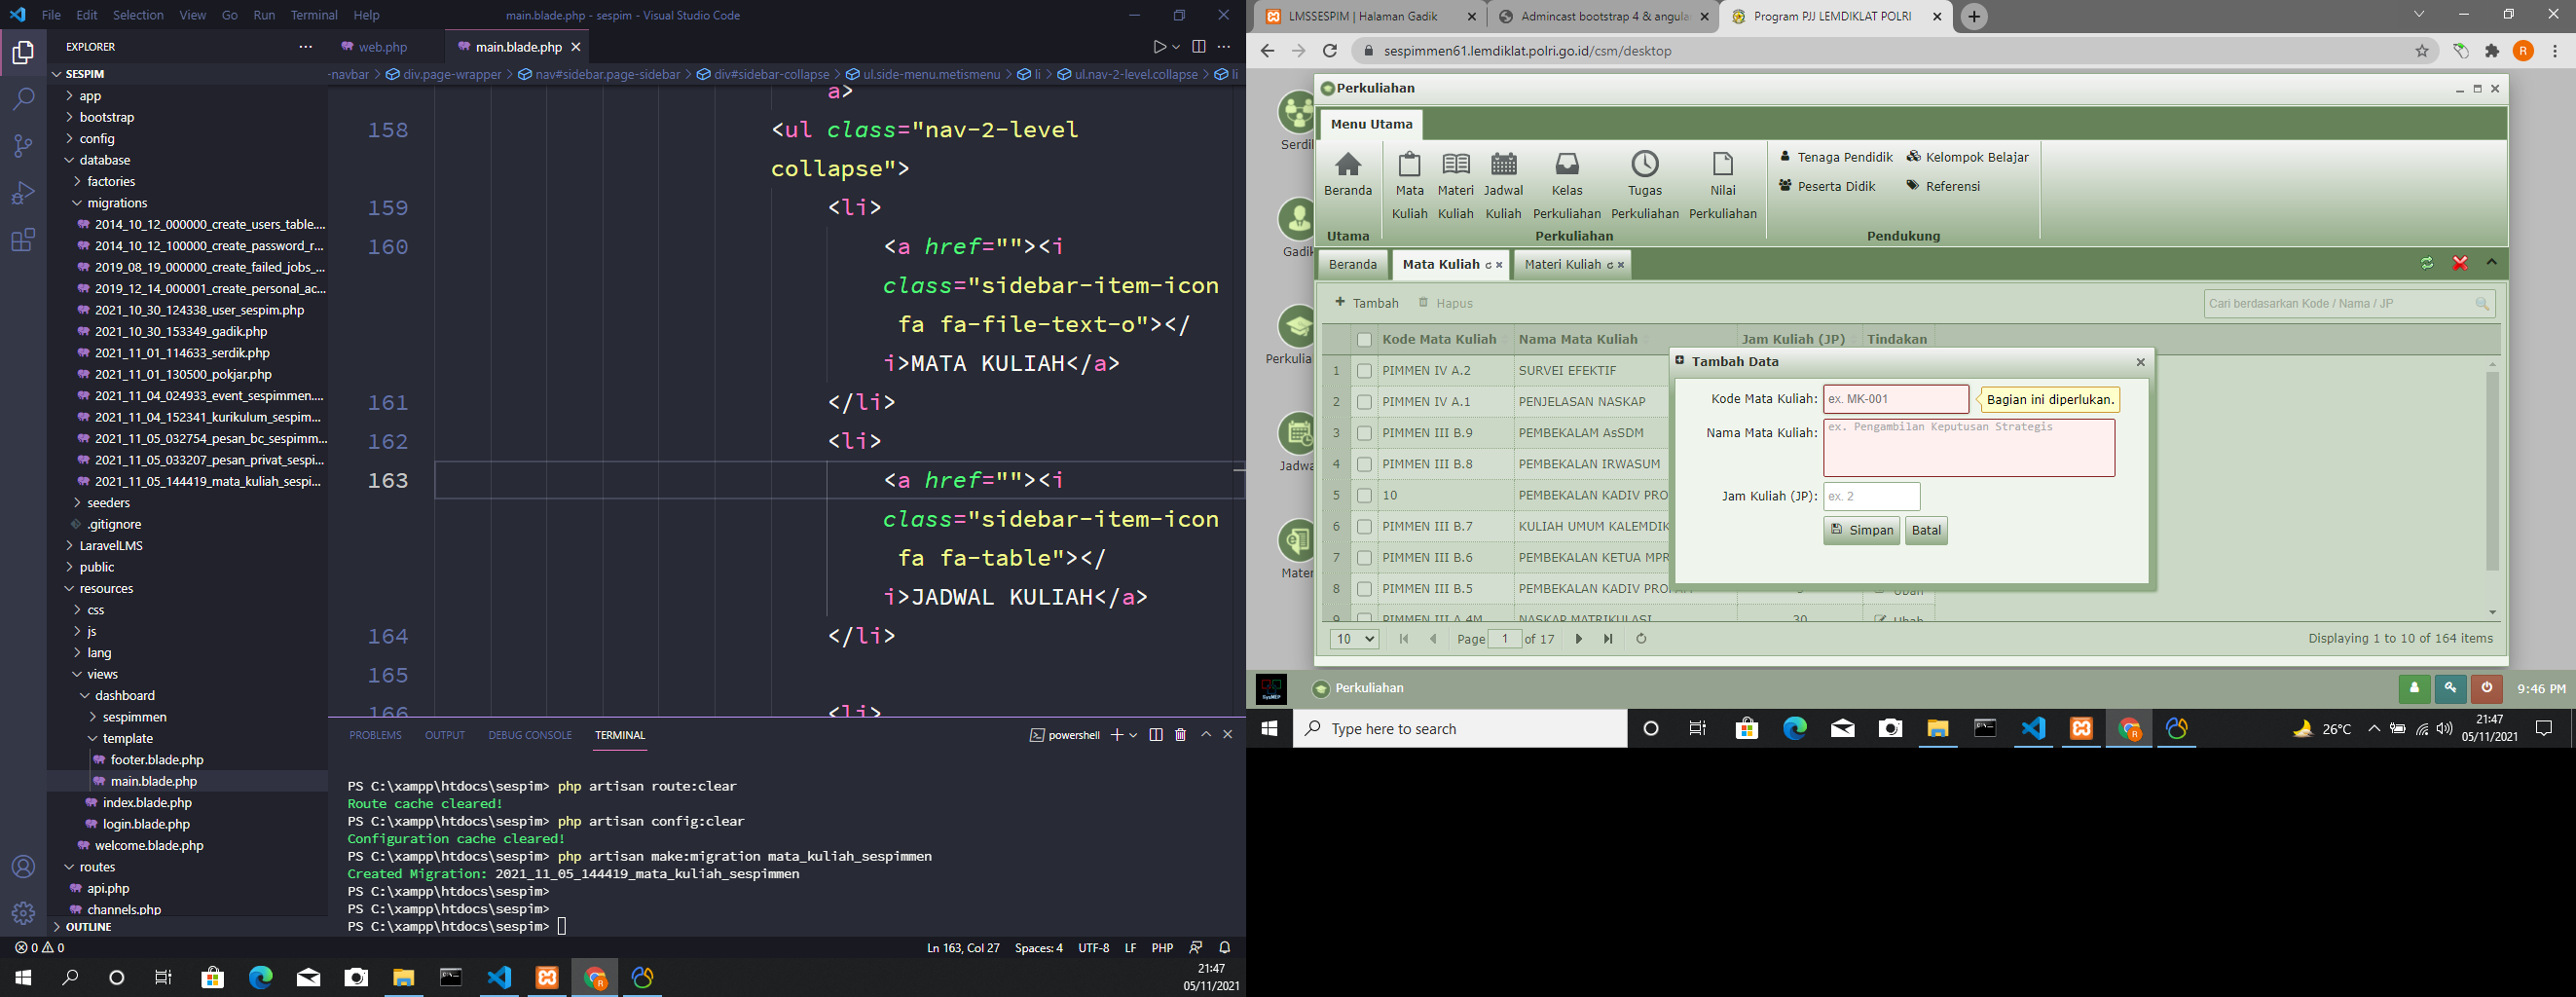 File Edit Selection View Go Run Terminal Help main.blade.php - sespim - Visual Studio Code
EXPLORER
web.php main.blade.php
SESPIM
-navbar > div.page-wrapper > nav#sidebar.page-sidebar > div#sidebar-collapse > ul.side-menu.metismenu > li > ul.nav-2-level.collapse > li
app
bootstrap
config
database
factories
migrations
2014_10_12_000000_create_users_table....
2014_10_12_100000_create_password_r...
2019_08_19_000000_create_failed_jobs_...
2019_12_14_000001_create_personal_ac...
2021_10_30_124338_user_sespim.php
2021_10_30_153349_gadik.php
2021_11_01_114633_serdik.php
2021_11_01_130500_pokjar.php
2021_11_04_024933_event_sespimmen....
2021_11_04_152341_kurikulum_sespim...
2021_11_05_032754_pesan_bc_sespimm...
2021_11_05_033207_pesan_privat_sespi...
2021_11_05_144419_mata_kuliah_sespi...
seeders
.gitignore
LaravelLMS
public
resources
css
js
lang
views
dashboard
sespimmen
template
footer.blade.php
main.blade.php
index.blade.php
login.blade.php
welcome.blade.php
routes
api.php
channels.php
OUTLINE
a>
158 <ul class="nav-2-level
collapse">
159 <li>
160 <a href=""><i
class="sidebar-item-icon
fa fa-file-text-o"></
i>MATA KULIAH</a>
161 </li>
162 <li>
163 <a href=""><i
class="sidebar-item-icon
fa fa-table"></
i>JADWAL KULIAH</a>
164 </li>
165
166 <li>
PROBLEMS OUTPUT DEBUG CONSOLE TERMINAL powershell
PS C:\xampp\htdocs\sespim> php artisan route:clear
Route cache cleared!
PS C:\xampp\htdocs\sespim> php artisan config:clear
Configuration cache cleared!
PS C:\xampp\htdocs\sespim> php artisan make:migration mata_kuliah_sespimmen
Created Migration: 2021_11_05_144419_mata_kuliah_sespimmen
PS C:\xampp\htdocs\sespim>
PS C:\xampp\htdocs\sespim>
PS C:\xampp\htdocs\sespim>
0 0 Ln 163, Col 27 Spaces: 4 UTF-8 LF PHP
21:47
05/11/2021
LMSSESPIM | Halaman Gadik Admincast bootstrap 4 & angula Program PJJ LEMDIKLAT POLRI
sespimmen61.lemdiklat.polri.go.id/csm/desktop R
Serdik
Gadik
Perkulia
Jadwa
Mater
Perkuliahan
Menu Utama
Beranda
Utama
Mata Kuliah
Materi Kuliah
Jadwal Kuliah
Kelas Perkuliahan
Tugas Perkuliahan
Nilai Perkuliahan
Perkuliahan
Tenaga Pendidik Kelompok Belajar
Peserta Didik Referensi
Pendukung
Beranda Mata Kuliah Materi Kuliah
Tambah Hapus Cari berdasarkan Kode / Nama / JP
Kode Mata Kuliah Nama Mata Kuliah Jam Kuliah (JP) Tindakan
1 PIMMEN IV A.2 SURVEI EFEKTIF
2 PIMMEN IV A.1 PENJELASAN NASKAP
3 PIMMEN III B.9 PEMBEKALAM AsSDM
4 PIMMEN III B.8 PEMBEKALAN IRWASUM
5 10 PEMBEKALAN KADIV PRO
6 PIMMEN III B.7 KULIAH UMUM KALEMDIK
7 PIMMEN III B.6 PEMBEKALAN KETUA MPR
8 PIMMEN III B.5 PEMBEKALAN KADIV Ubah
9 PIMMEN III A.4M NASKAP MATRIKULASI 30 Ubah
Tambah Data
Kode Mata Kuliah: ex. MK-001 Bagian ini diperlukan.
Nama Mata Kuliah: ex. Pengambilan Keputusan Strategis
Jam Kuliah (JP): ex. 2
Simpan Batal
10 Page 1 of 17 Displaying 1 to 10 of 164 items
SysMEP Perkuliahan 9:46 PM
Type here to search R 26°C 21:47
05/11/2021